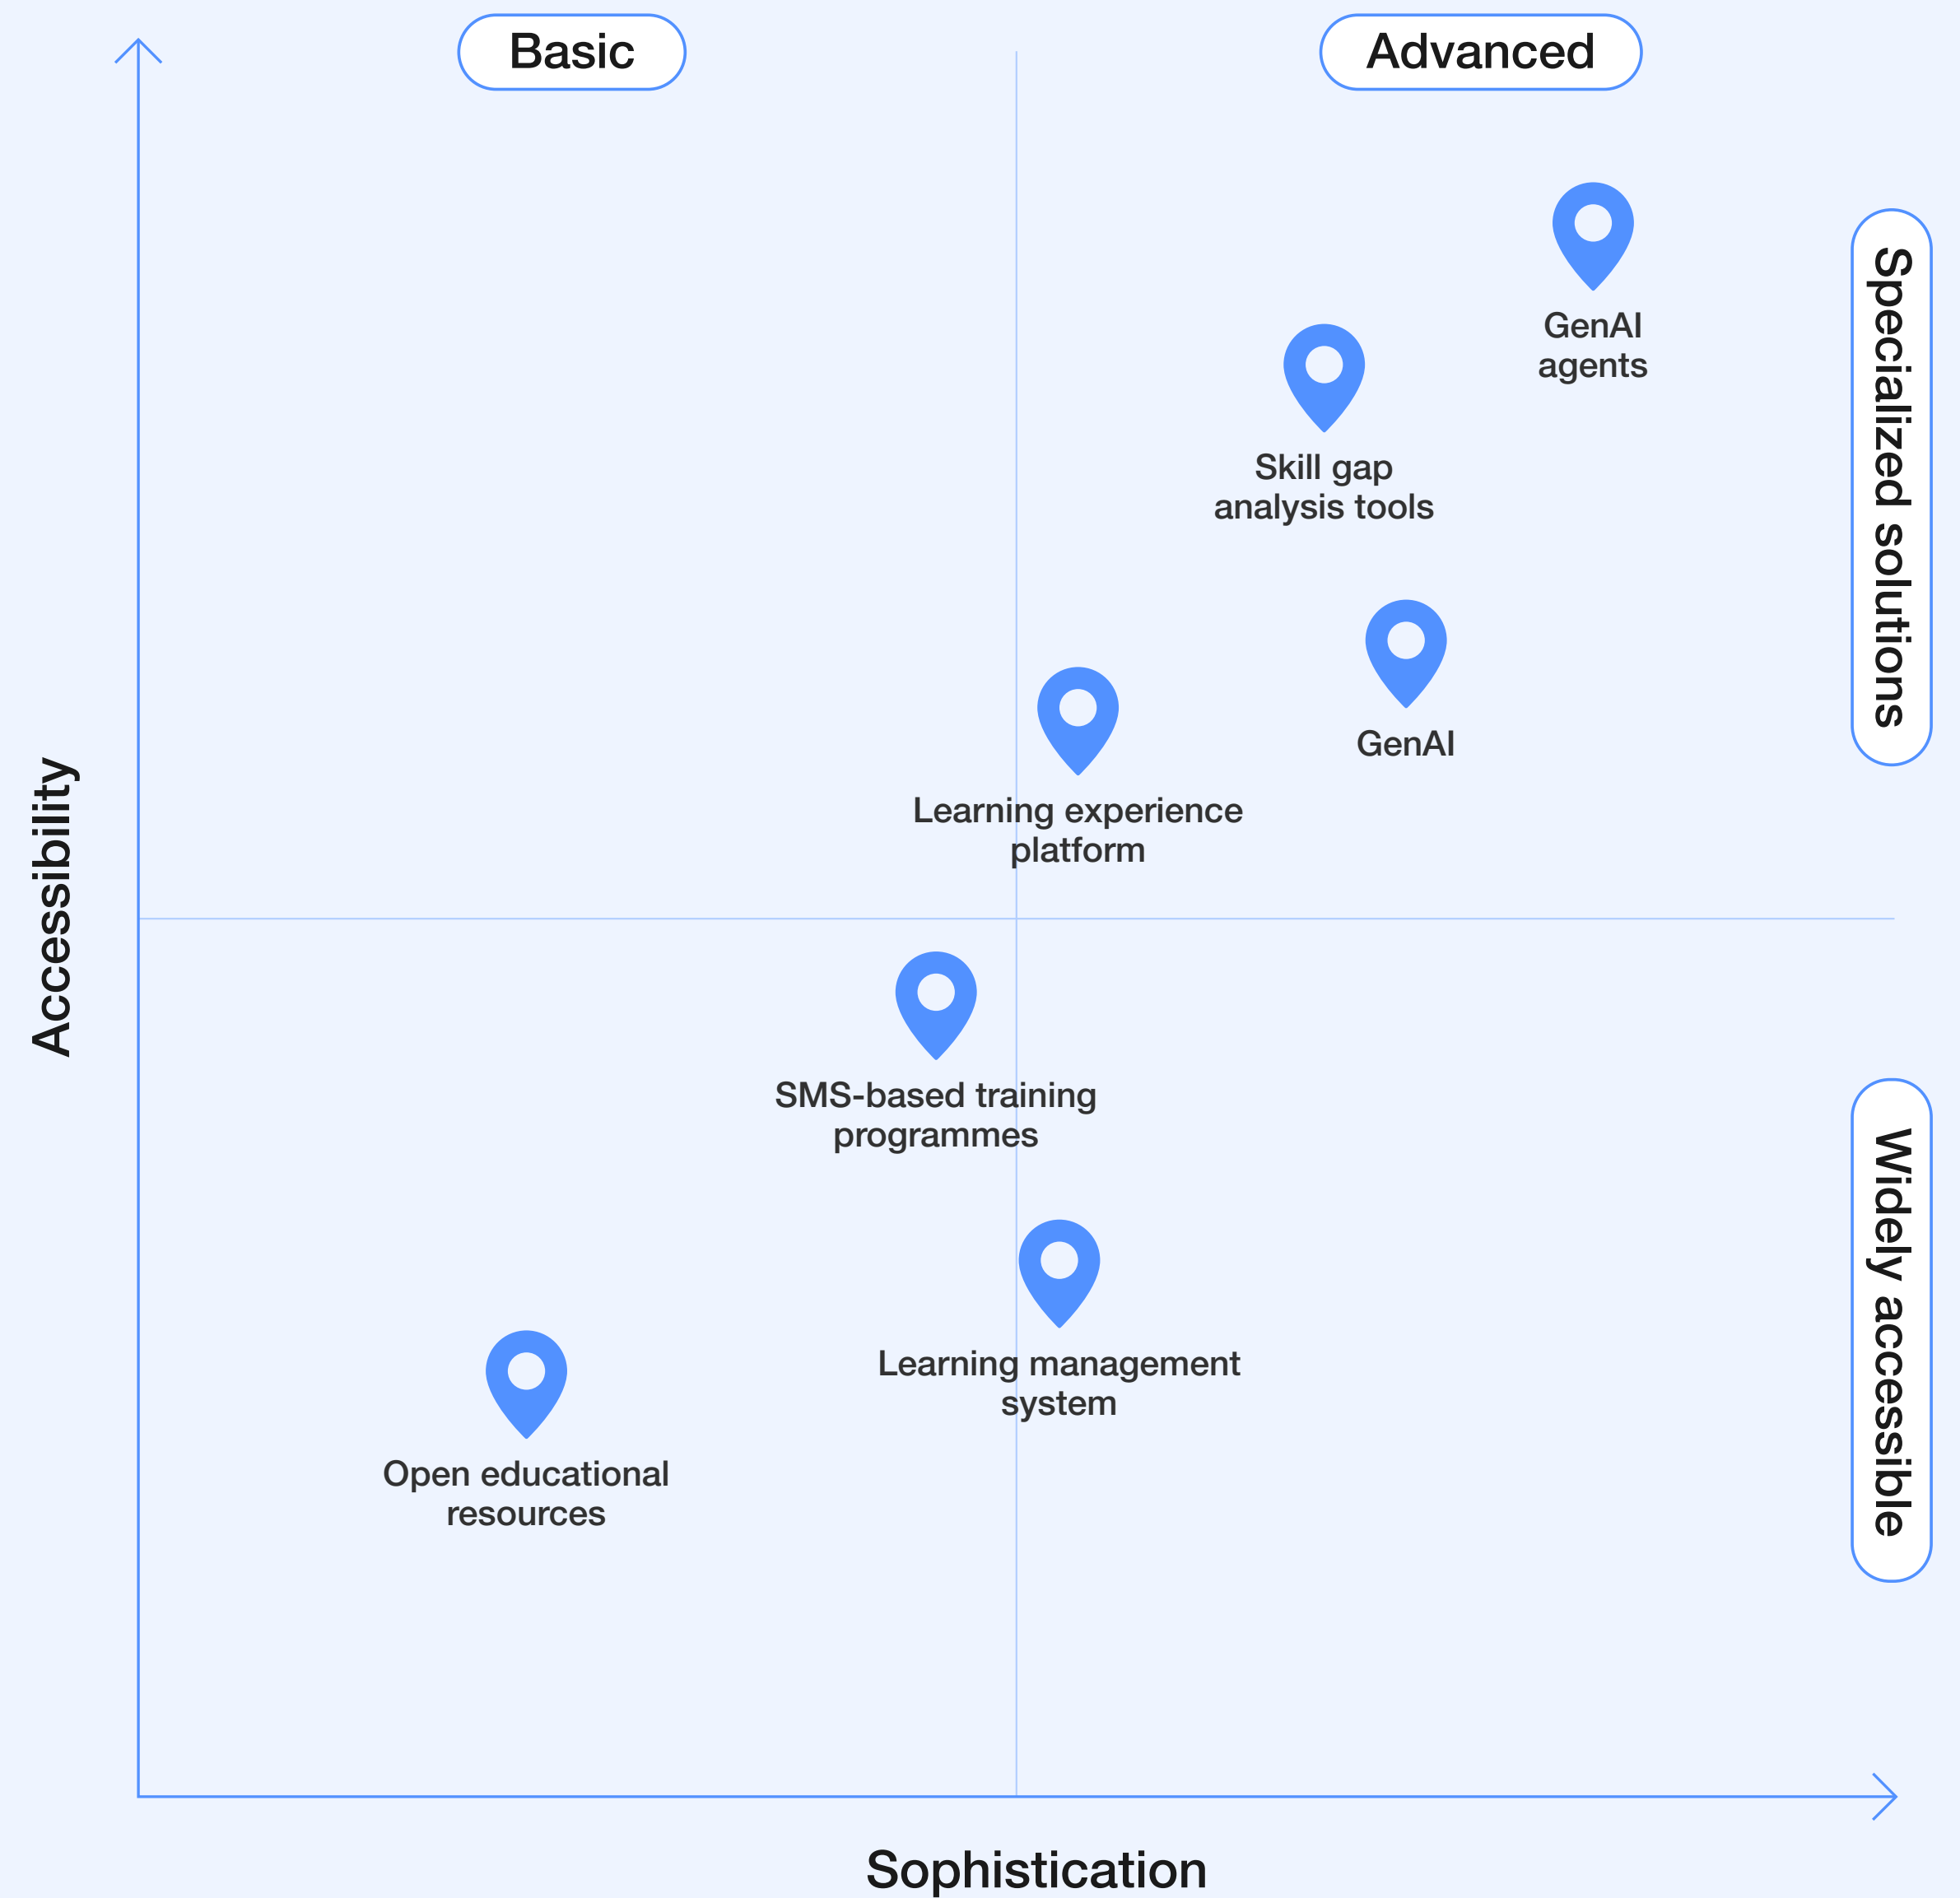 Basic
Advanced
GenAI
agents
Specialized solutions
Skill gap
analysis tools
GenAI
Learning experience
platform
Accessibility
SMS-based training
programmes
Widely accessible
Learning management
system
Open educational
resources
Sophistication